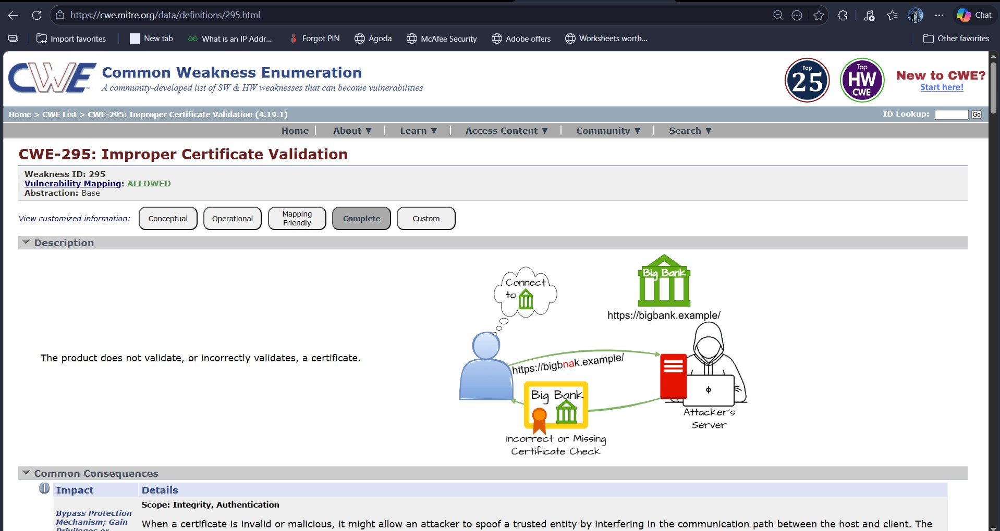 https://cwe.mitre.org/data/definitions/295.html
Chat
Import favorites
New tab
What is an IP Addr...
Forgot PIN
Agoda
McAfee Security
Adobe offers
Worksheets worth...
Other favorites
CWE
Common Weakness Enumeration
A community-developed list of SW & HW weaknesses that can become vulnerabilities
Top
25
Top
HW
CWE
New to CWE?
Start here!
Home > CWE List > CWE-295: Improper Certificate Validation (4.19.1)
ID Lookup:
Go
Home
About ▼
Learn ▼
Access Content ▼
Community ▼
Search ▼
CWE-295: Improper Certificate Validation
Weakness ID: 295
Vulnerability Mapping: ALLOWED
Abstraction: Base
View customized information:
Conceptual
Operational
Mapping
Friendly
Complete
Custom
Description
The product does not validate, or incorrectly validates, a certificate.
Connect
to
Big Bank
https://bigbank.example/
https://bigbnak.example/
Big Bank
Incorrect or Missing
Certificate Check
Attacker's
Server
Common Consequences
Impact
Details
Scope: Integrity, Authentication
Bypass Protection
Mechanism; Gain
Privileges or
When a certificate is invalid or malicious, it might allow an attacker to spoof a trusted entity by interfering in the communication path between the host and client. The